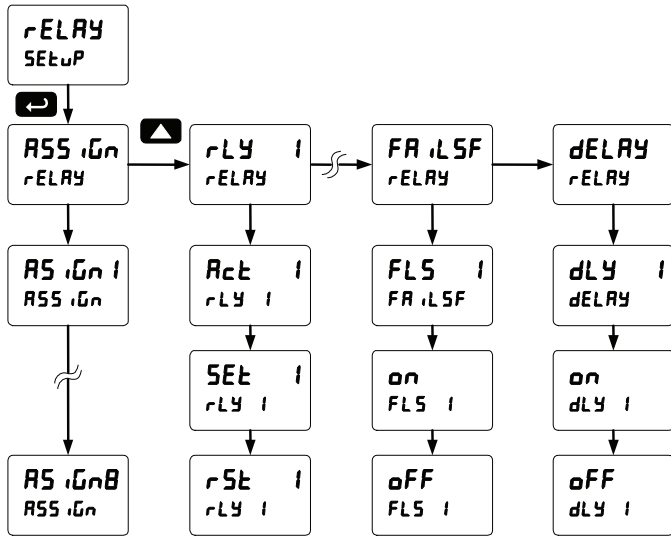 rELAY
SEtuP
ASSiGn
rELAY
rLY 1
rELAY
FAiLSF
rELAY
dELAY
rELAY
ASiGn1
ASSiGn
Act 1
rLY 1
FLS 1
FAiLSF
dLY 1
dELAY
SEt 1
rLY 1
on
FLS 1
on
dLY 1
ASiGn8
ASSiGn
rSt 1
rLY 1
oFF
FLS 1
oFF
dLY 1